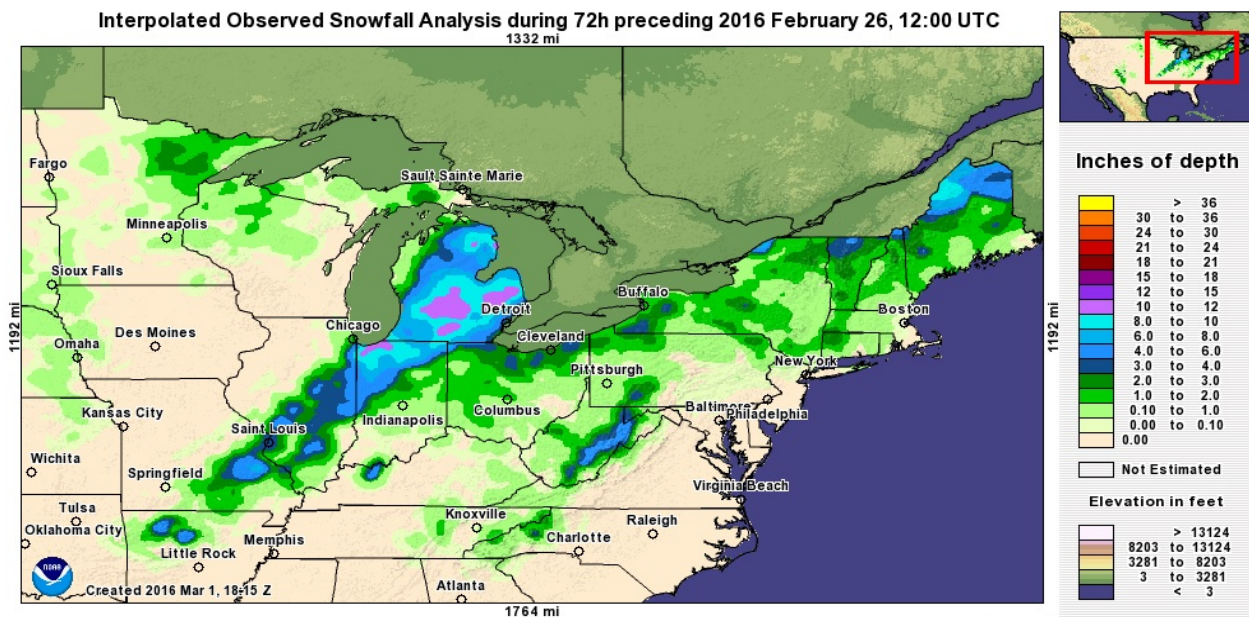 Interpolated Observed Snowfall Analysis during 72h preceding 2016 February 26, 12:00 UTC
1332 mi
Fargo
Sault Sainte Marie
Minneapolis
Sioux Falls
Buffalo
1192 mi
Des Moines
Chicago
Detroit
Boston
1192 mi
Omaha
Cleveland
Pittsburgh
New York
Kansas City
Indianapolis
Columbus
Baltimore
Philadelphia
Saint Louis
Wichita
Springfield
Virginia Beach
Tulsa
Knoxville
Raleigh
Oklahoma City
Little Rock
Memphis
Charlotte
NOAA
Created 2016 Mar 1, 18:15 Z
Atlanta
1764 mi
Inches of depth
> 36
30 to 36
24 to 30
21 to 24
18 to 21
15 to 18
12 to 15
10 to 12
8.0 to 10
6.0 to 8.0
4.0 to 6.0
3.0 to 4.0
2.0 to 3.0
1.0 to 2.0
0.10 to 1.0
0.00 to 0.10
0.00
Not Estimated
Elevation in feet
> 13124
8203 to 13124
3281 to 8203
3 to 3281
< 3